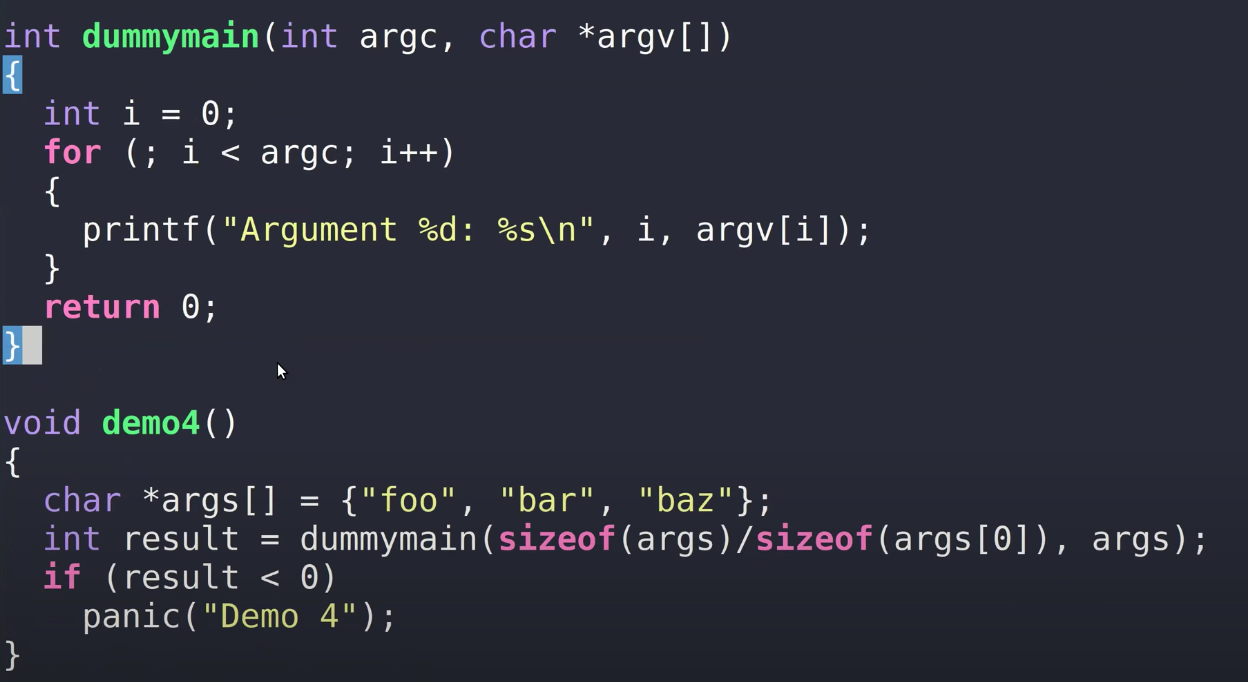 int dummymain(int argc, char *argv[])
{
  int i = 0;
  for (; i < argc; i++)
  {
    printf("Argument %d: %s\n", i, argv[i]);
  }
  return 0;
}

void demo4()
{
  char *args[] = {"foo", "bar", "baz"};
  int result = dummymain(sizeof(args)/sizeof(args[0]), args);
  if (result < 0)
    panic("Demo 4");
}